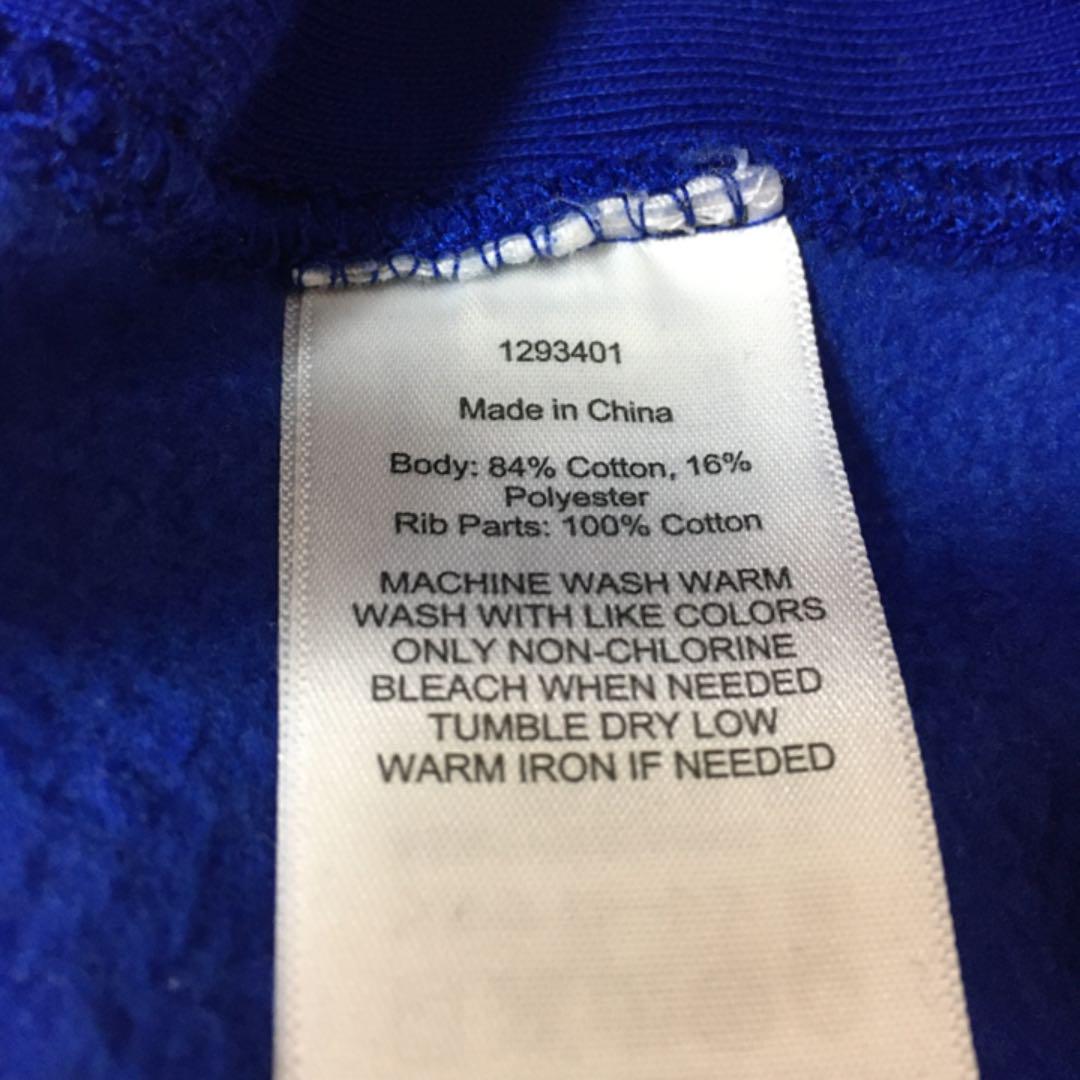 1293401
Made in China
Body: 84% Cotton, 16%
Polyester
Rib Parts: 100% Cotton
MACHINE WASH WARM
WASH WITH LIKE COLORS
ONLY NON-CHLORINE
BLEACH WHEN NEEDED
TUMBLE DRY LOW
WARM IRON IF NEEDED